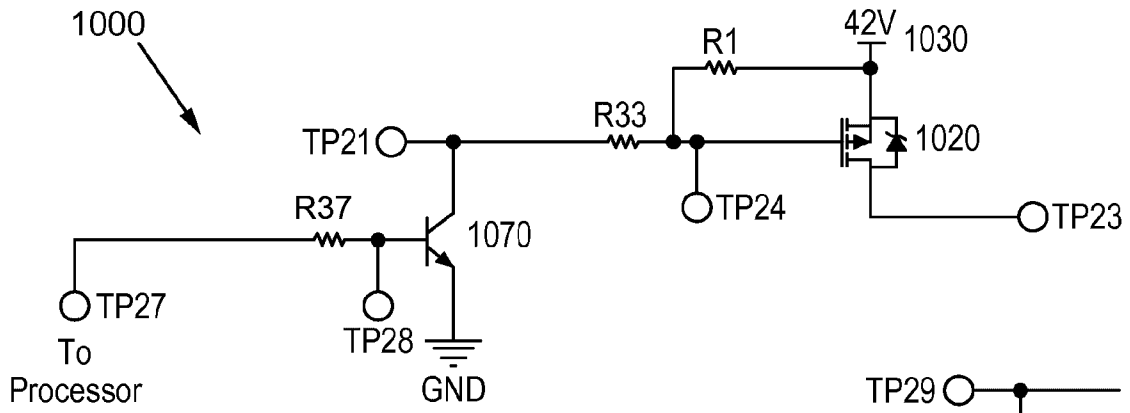 1000
42V
1030
R1
R33
TP21
1020
TP24
R37
1070
TP23
TP27
TP28
To
Processor
GND
TP29